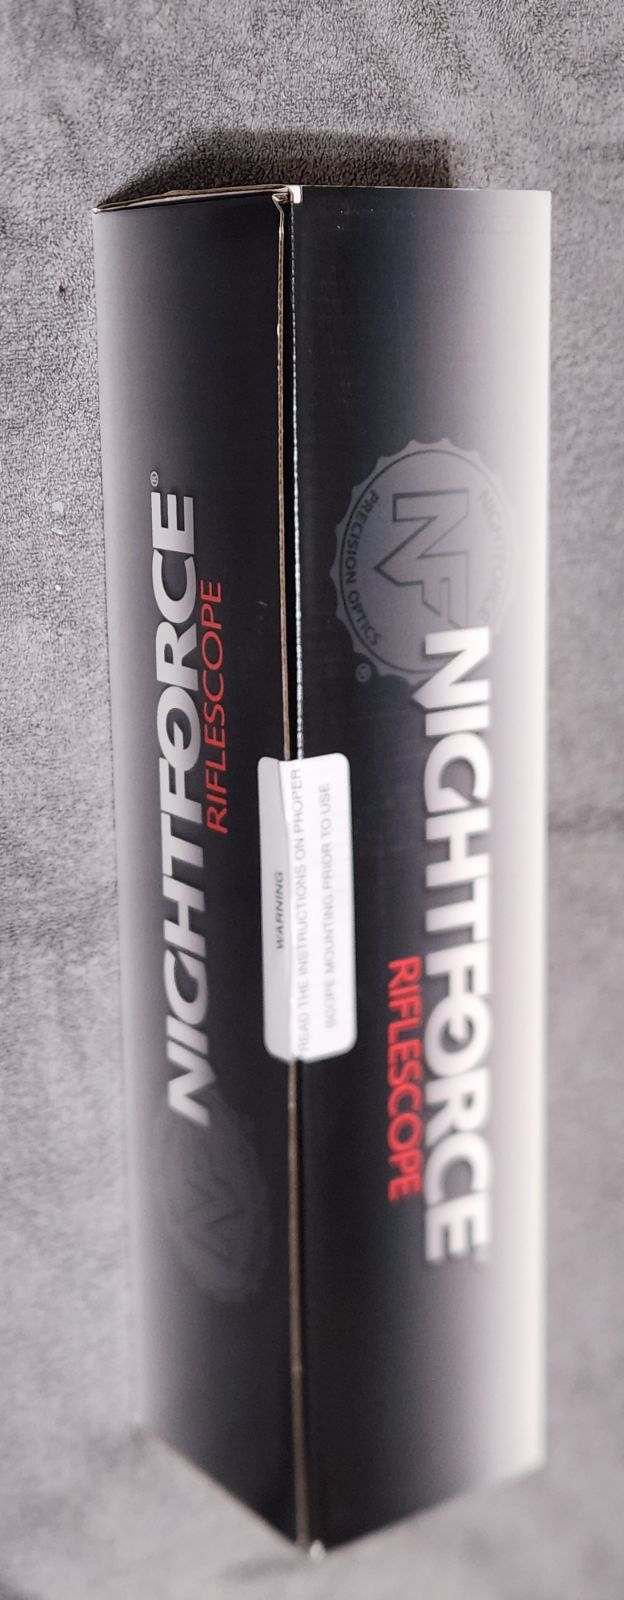 NIGHTFORCE®
RIFLESCOPE
WARNING
READ THE INSTRUCTIONS ON PROPER
SCOPE MOUNTING PRIOR TO USE
NIGHTFORCE
NF
PRECISION OPTICS
®
NIGHTFORCE
RIFLESCOPE
NF